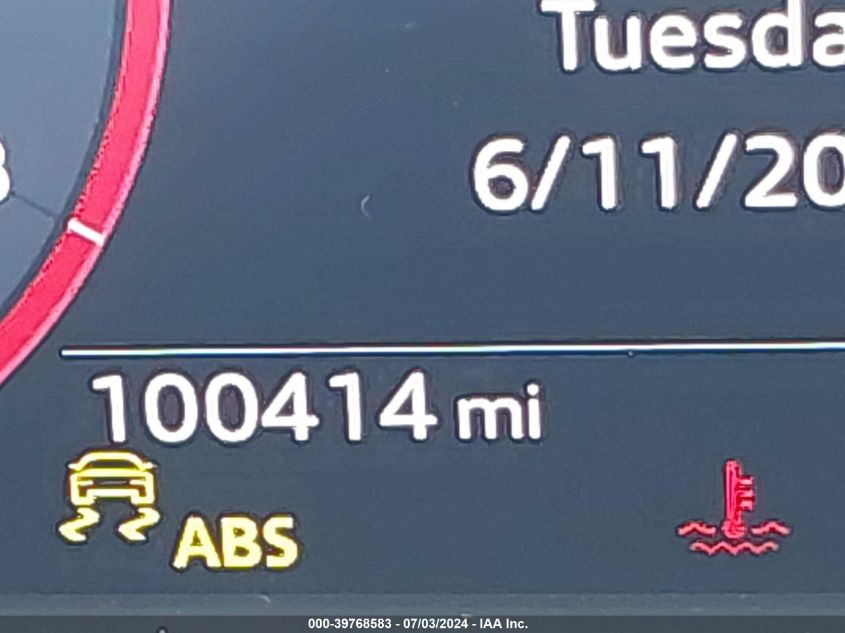 Tuesda
6/11/20
100414 mi
ABS
000-39768583 - 07/03/2024 - IAA Inc.